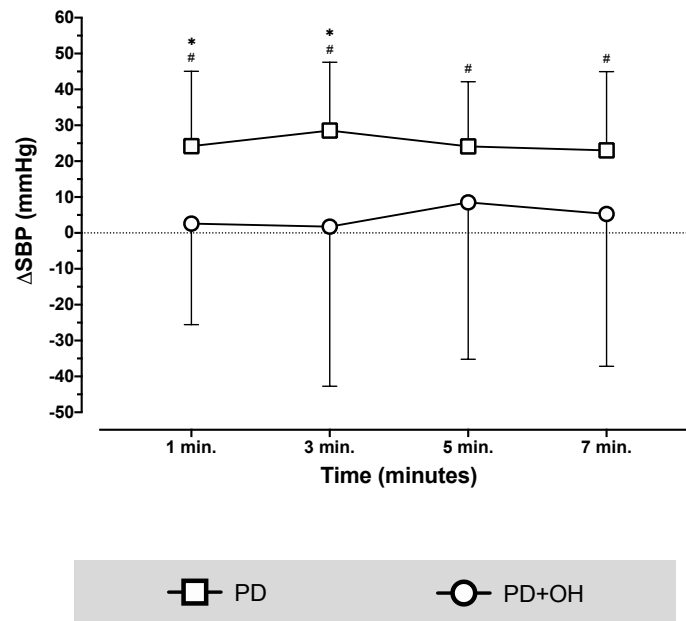 60
50
40
30
20
10
0
-10
-20
-30
-40
-50
ΔSBP (mmHg)
* * 
# # # #
1 min. 3 min. 5 min. 7 min.
Time (minutes)
PD PD+OH